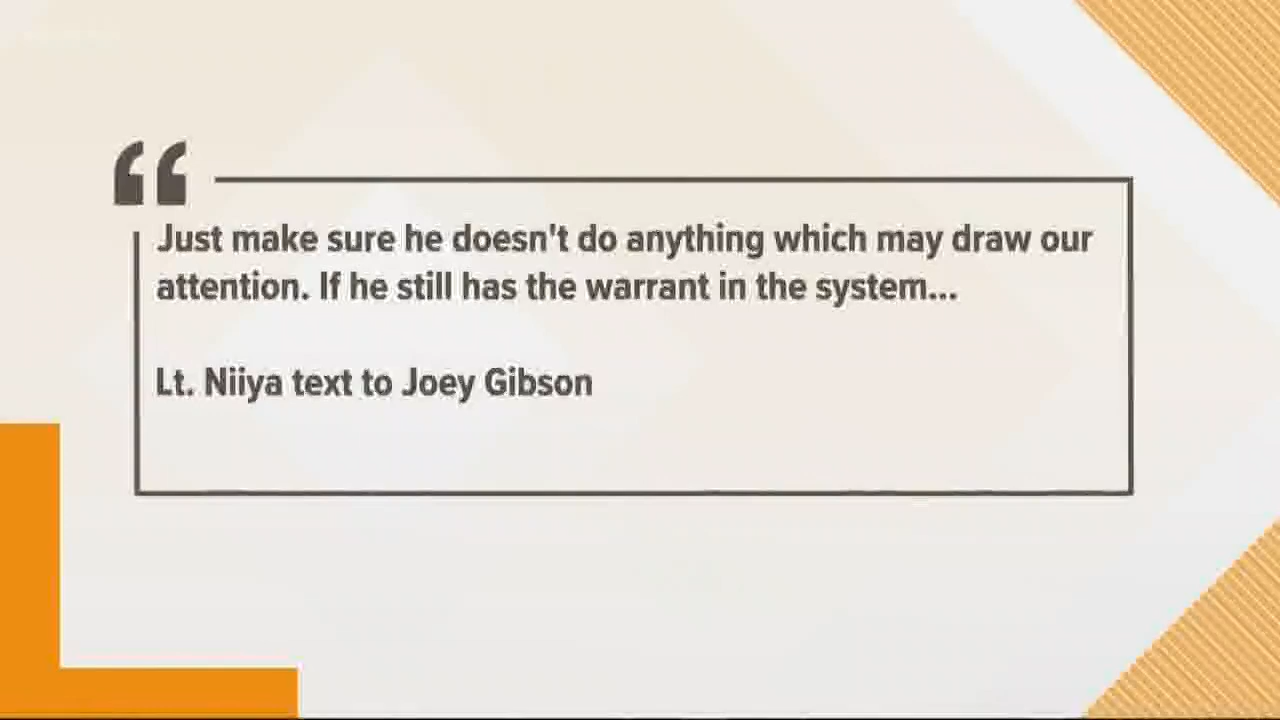 Just make sure he doesn't do anything which may draw our
attention. If he still has the warrant in the system...
Lt. Niiya text to Joey Gibson